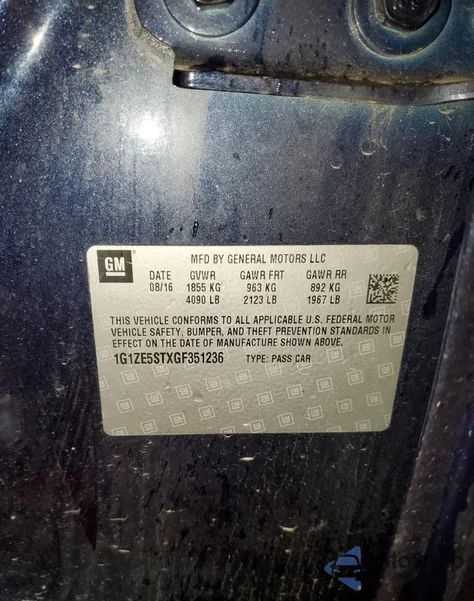 GM
MFD BY GENERAL MOTORS LLC
DATE GVWR GAWR FRT GAWR RR
08/16 1855 KG 963 KG 892 KG
4090 LB 2123 LB 1967 LB
THIS VEHICLE CONFORMS TO ALL APPLICABLE U.S. FEDERAL MOTOR
VEHICLE SAFETY, BUMPER, AND THEFT PREVENTION STANDARDS IN
EFFECT ON THE DATE OF MANUFACTURE SHOWN ABOVE.
1G1ZE5STXGF351236 TYPE: PASS CAR